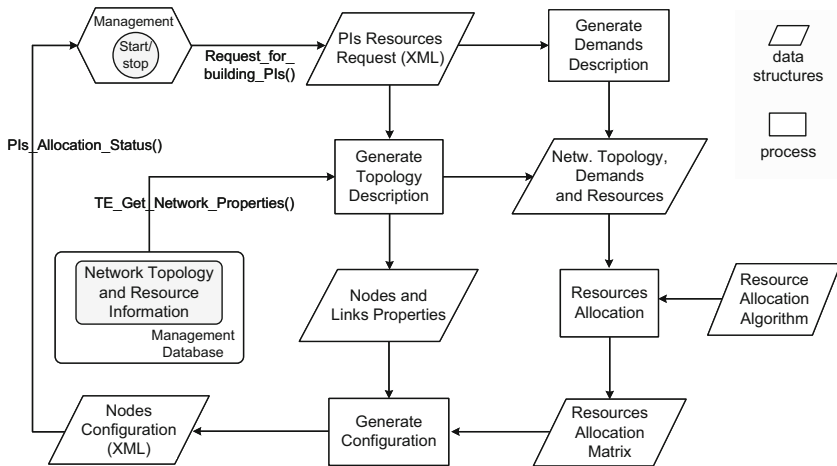 Management
Start/
stop
Request_for_
building_PIs()
PIs Resources
Request (XML)
Generate
Demands
Description
data
structures
process
PIs_Allocation_Status()
TE_Get_Network_Properties()
Generate
Topology
Description
Netw. Topology,
Demands
and Resources
Network Topology
and Resource
Information
Management
Database
Nodes and
Links Properties
Resources
Allocation
Resource
Allocation
Algorithm
Nodes
Configuration
(XML)
Generate
Configuration
Resources
Allocation
Matrix